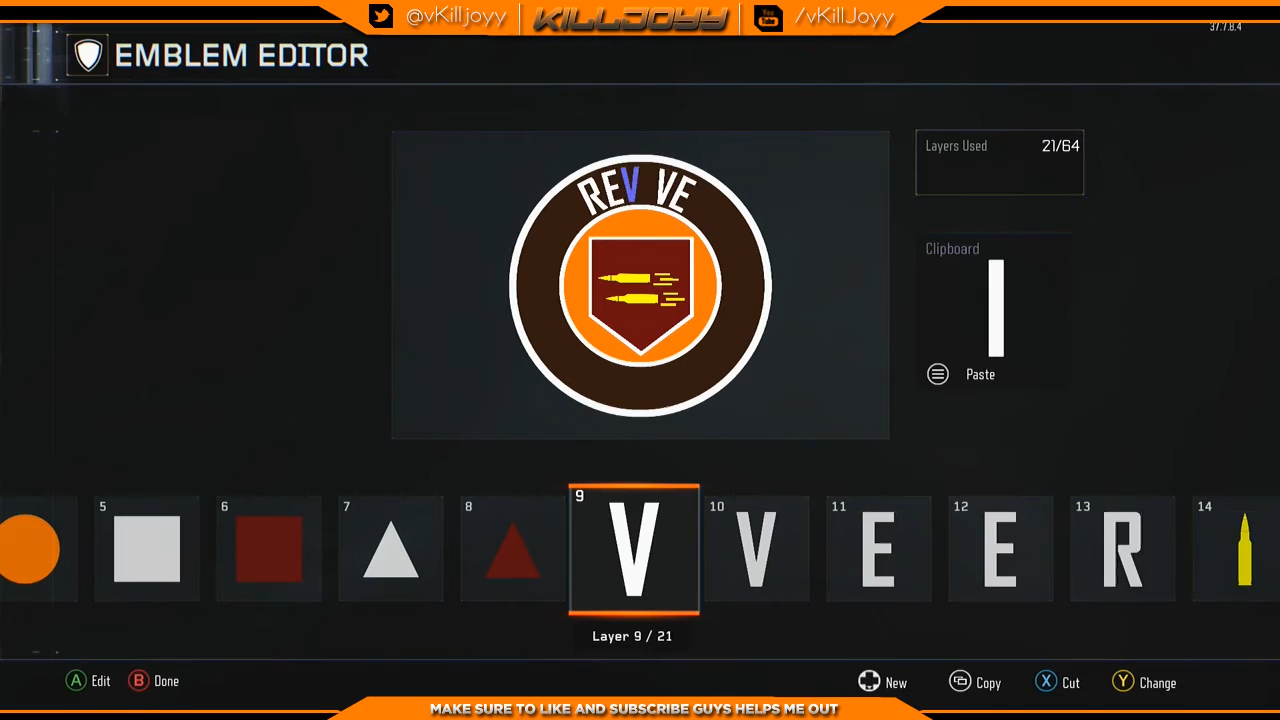 @vKilljoyy KILLJOYY You Tube /vKillJoyy
37.7.8.4
EMBLEM EDITOR
Layers Used 21/64
REV VE
Clipboard
Paste
5 6 7 8 9 10 11 12 13 14
V V E E R
Layer 9 / 21
A Edit B Done New Copy X Cut Y Change
MAKE SURE TO LIKE AND SUBSCRIBE GUYS HELPS ME OUT